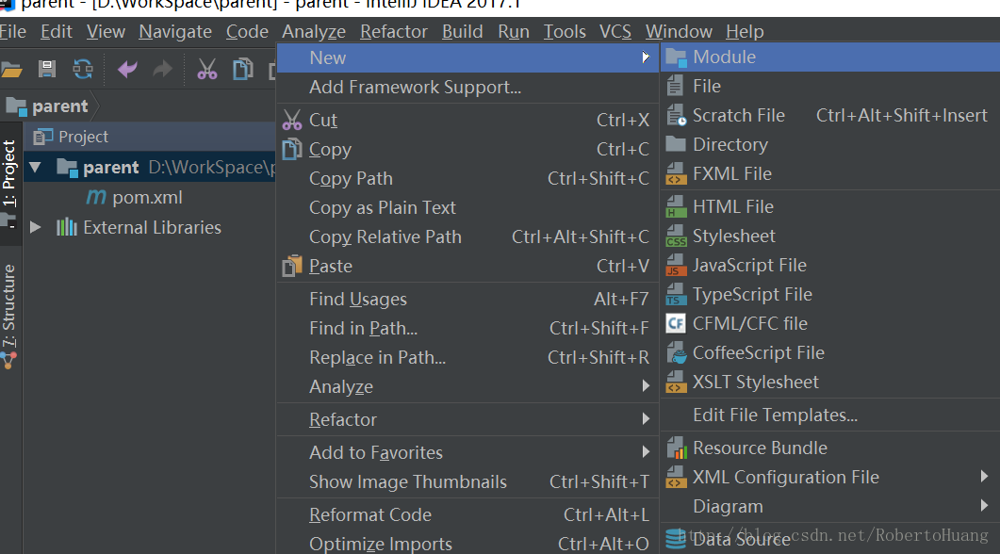 parent - [D:\WorkSpace\parent] - parent - IntelliJ IDEA 2017.1
File Edit View Navigate Code Analyze Refactor Build Run Tools VCS Window Help
parent
1: Project
7: Structure
Project
parent D:\WorkSpace\p
pom.xml
External Libraries
New
Add Framework Support...
Cut Ctrl+X
Copy Ctrl+C
Copy Path Ctrl+Shift+C
Copy as Plain Text
Copy Relative Path Ctrl+Alt+Shift+C
Paste Ctrl+V
Find Usages Alt+F7
Find in Path... Ctrl+Shift+F
Replace in Path... Ctrl+Shift+R
Analyze
Refactor
Add to Favorites
Show Image Thumbnails Ctrl+Shift+T
Reformat Code Ctrl+Alt+L
Optimize Imports Ctrl+Alt+O
Module
File
Scratch File Ctrl+Alt+Shift+Insert
Directory
FXML File
HTML File
Stylesheet
JavaScript File
TypeScript File
CFML/CFC file
CoffeeScript File
XSLT Stylesheet
Edit File Templates...
Resource Bundle
XML Configuration File
Diagram
Data Source
http://blog.csdn.net/RobertoHuang